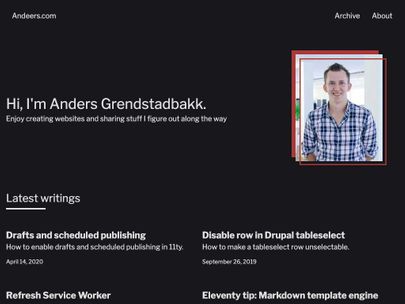 Andeers.com
Archive
About
Hi, I'm Anders Grendstadbakk.
Enjoy creating websites and sharing stuff I figure out along the way
Latest writings
Drafts and scheduled publishing
How to enable drafts and scheduled publishing in 11ty.
April 14, 2020
Disable row in Drupal tableselect
How to make a tableselect row unselectable.
September 26, 2019
Refresh Service Worker
Eleventy tip: Markdown template engine